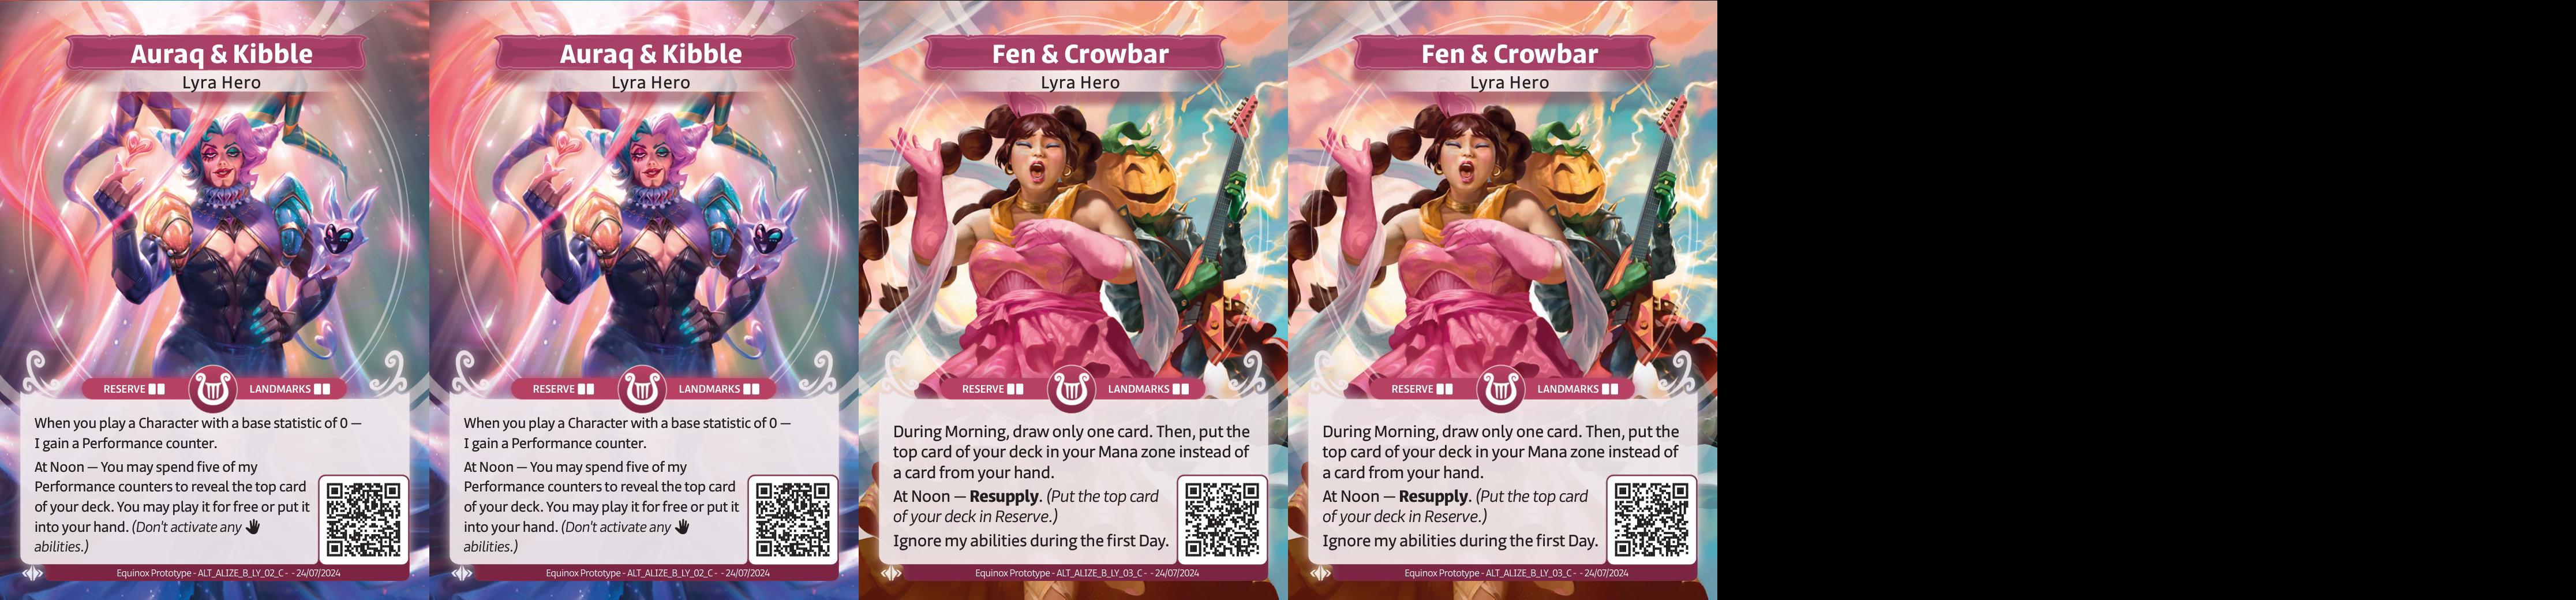 Auraq & Kibble
Lyra Hero
RESERVE
LANDMARKS
When you play a Character with a base statistic of 0 —
I gain a Performance counter.
At Noon — You may spend five of my
Performance counters to reveal the top card
of your deck. You may play it for free or put it
into your hand. (Don't activate any
abilities.)
Equinox Prototype - ALT_ALIZE_B_LY_02_C - - 24/07/2024
Auraq & Kibble
Lyra Hero
RESERVE
LANDMARKS
When you play a Character with a base statistic of 0 —
I gain a Performance counter.
At Noon — You may spend five of my
Performance counters to reveal the top card
of your deck. You may play it for free or put it
into your hand. (Don't activate any
abilities.)
Equinox Prototype - ALT_ALIZE_B_LY_02_C - - 24/07/2024
Fen & Crowbar
Lyra Hero
RESERVE
LANDMARKS
During Morning, draw only one card. Then, put the
top card of your deck in your Mana zone instead of
a card from your hand.
At Noon — Resupply. (Put the top card
of your deck in Reserve.)
Ignore my abilities during the first Day.
Equinox Prototype - ALT_ALIZE_B_LY_03_C - - 24/07/2024
Fen & Crowbar
Lyra Hero
RESERVE
LANDMARKS
During Morning, draw only one card. Then, put the
top card of your deck in your Mana zone instead of
a card from your hand.
At Noon — Resupply. (Put the top card
of your deck in Reserve.)
Ignore my abilities during the first Day.
Equinox Prototype - ALT_ALIZE_B_LY_03_C - - 24/07/2024